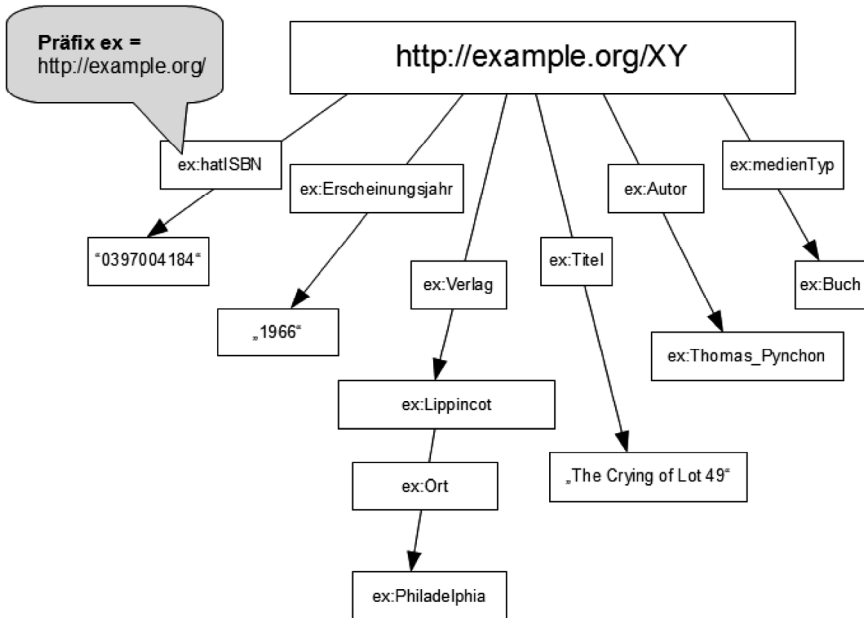 Präfix ex =
http://example.org/
http://example.org/XY
ex:hatISBN
ex:Erscheinungsjahr
ex:Autor
ex:medienTyp
“0397004184“
ex:Verlag
ex:Titel
ex:Buch
„1966“
ex:Thomas_Pynchon
ex:Lippincot
ex:Ort
„The Crying of Lot 49“
ex:Philadelphia